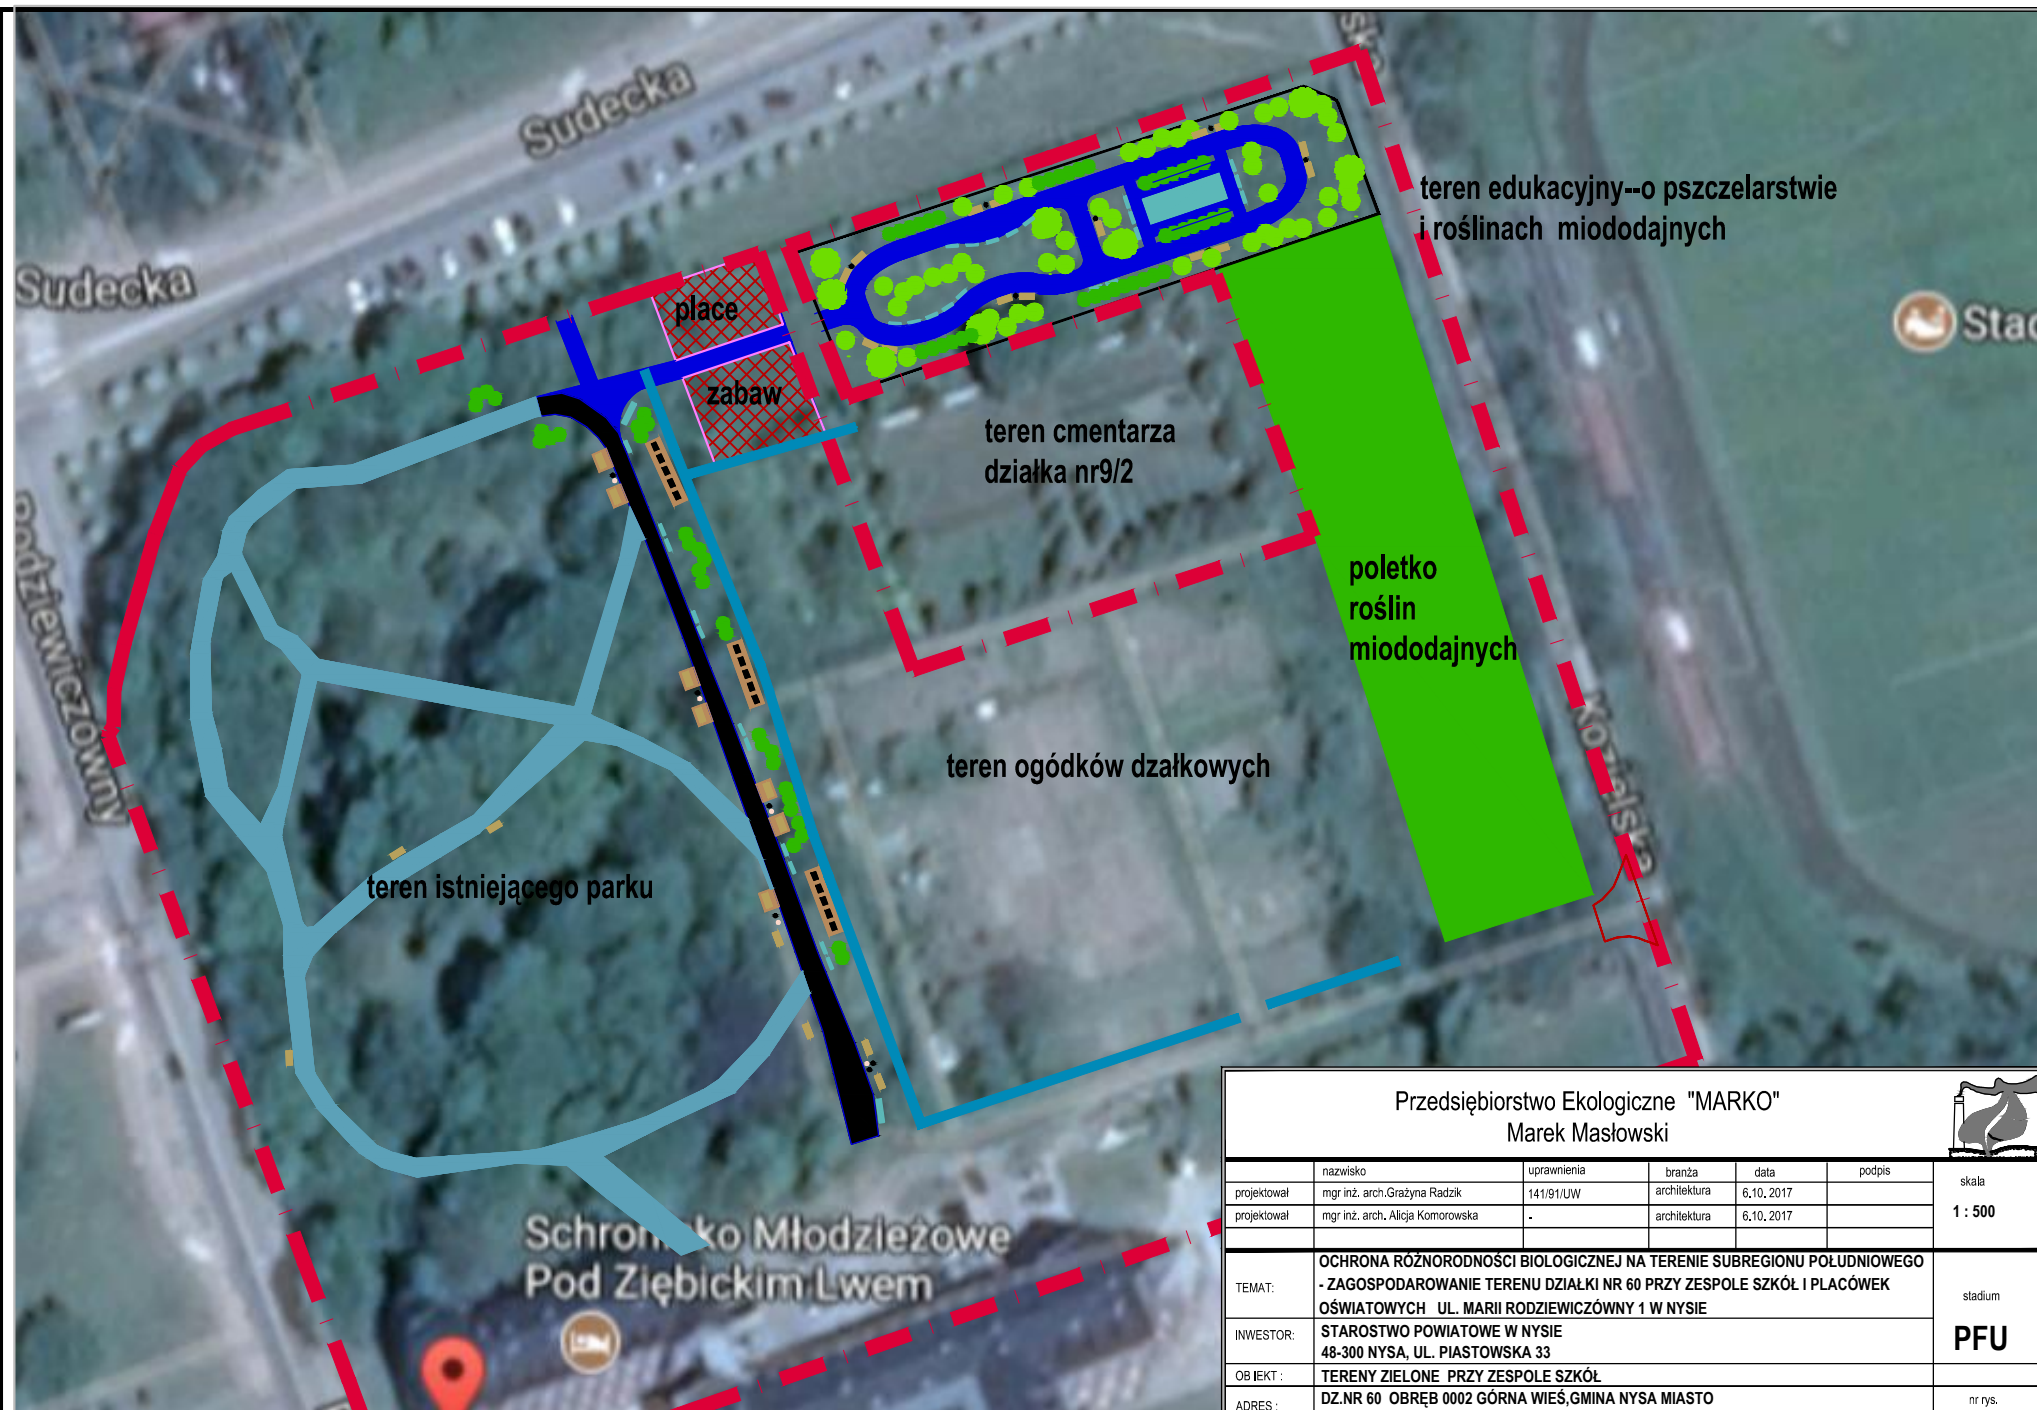 Sudecka
Sudecka
teren edukacyjny--o pszczelarstwie
i roślinach miododajnych
place
zabaw
teren cmentarza
działka nr9/2
poletko
roślin
miododajnych
teren ogódków dzałkowych
teren istniejącego parku
Kozielska
Schronisko Młodzieżowe
Pod Ziębickim Lwem
Przedsiębiorstwo Ekologiczne "MARKO"
Marek Masłowski
nazwisko uprawnienia branża data podpis
skala
projektował mgr inż. arch.Grażyna Radzik 141/91/UW architektura 6.10. 2017
projektował mgr inż. arch. Alicja Komorowska - architektura 6.10. 2017
1 : 500
TEMAT: OCHRONA RÓŻNORODNOŚCI BIOLOGICZNEJ NA TERENIE SUBREGIONU POŁUDNIOWEGO
- ZAGOSPODAROWANIE TERENU DZIAŁKI NR 60 PRZY ZESPOLE SZKÓŁ I PLACÓWEK
OŚWIATOWYCH UL. MARII RODZIEWICZÓWNY 1 W NYSIE
stadium
PFU
INWESTOR: STAROSTWO POWIATOWE W NYSIE
48-300 NYSA, UL. PIASTOWSKA 33
OBIEKT : TERENY ZIELONE PRZY ZESPOLE SZKÓŁ
ADRES : DZ.NR 60 OBRĘB 0002 GÓRNA WIEŚ,GMINA NYSA MIASTO
nr rys.